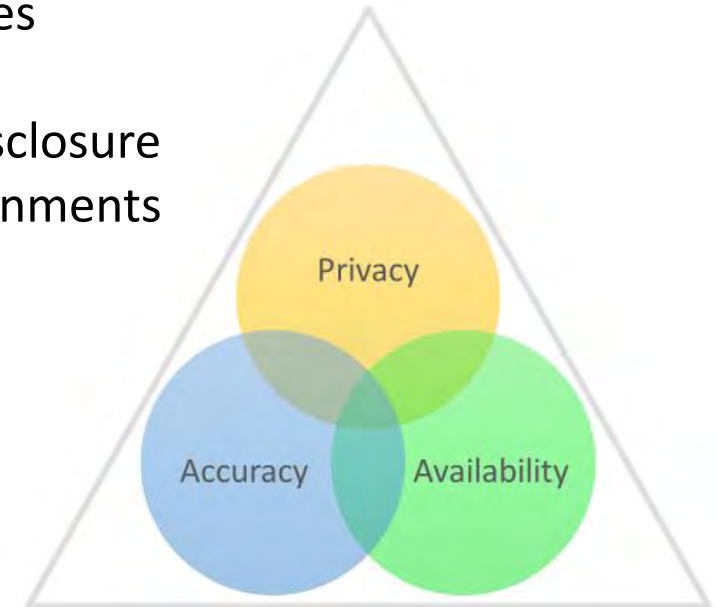 es
sclosure
nments
Privacy
Accuracy
Availability